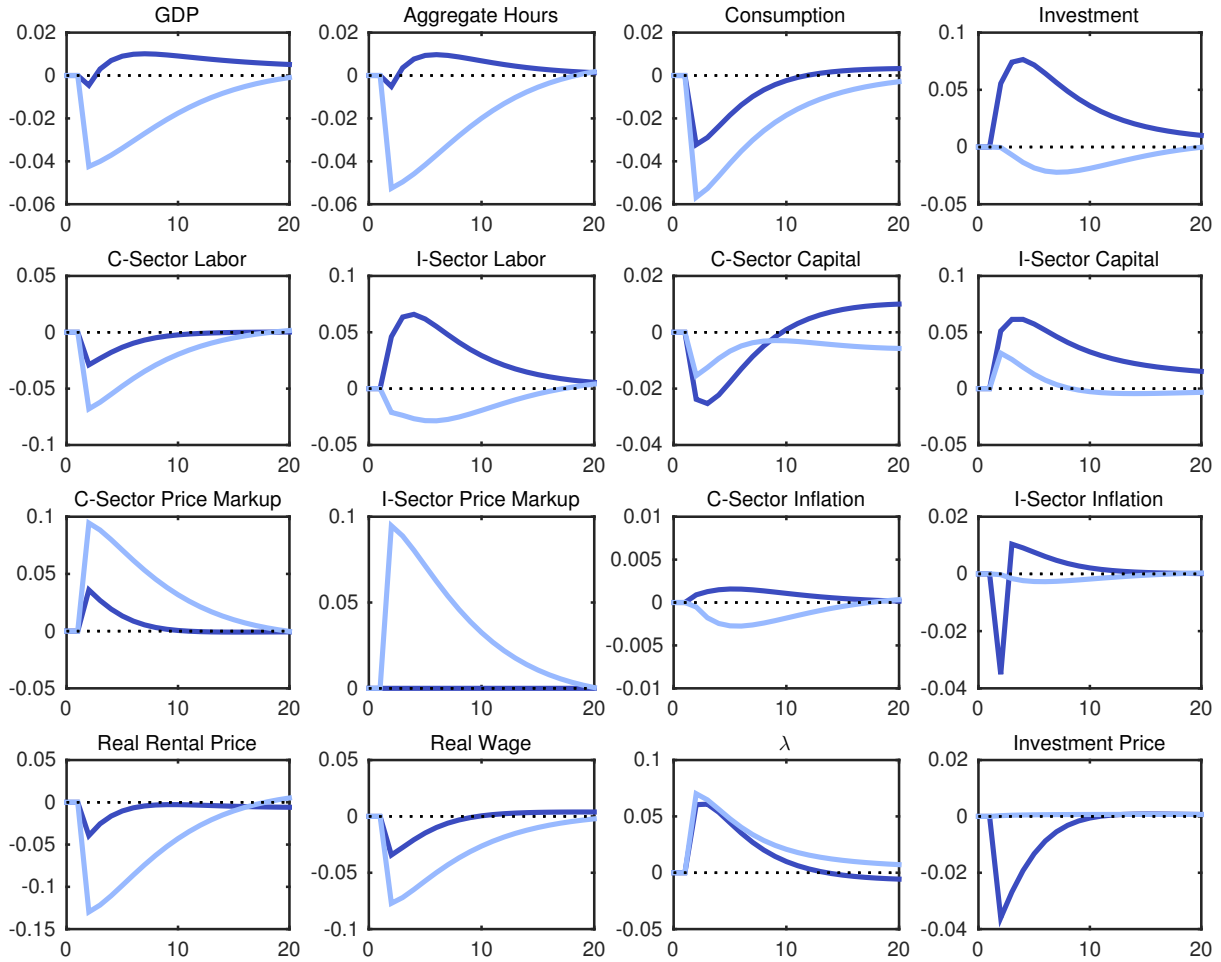 GDP
0.02
0
-0.02
-0.04
-0.06
0 10 20
Aggregate Hours
0.02
0
-0.02
-0.04
-0.06
0 10 20
Consumption
0.02
0
-0.02
-0.04
-0.06
0 10 20
Investment
0.1
0.05
0
-0.05
0 10 20
C-Sector Labor
0.05
0
-0.05
-0.1
0 10 20
I-Sector Labor
0.1
0.05
0
-0.05
0 10 20
C-Sector Capital
0.02
0
-0.02
-0.04
0 10 20
I-Sector Capital
0.1
0.05
0
-0.05
0 10 20
C-Sector Price Markup
0.1
0.05
0
-0.05
0 10 20
I-Sector Price Markup
0.1
0.05
0
0 10 20
C-Sector Inflation
0.01
0.005
0
-0.005
-0.01
0 10 20
I-Sector Inflation
0.02
0
-0.02
-0.04
0 10 20
Real Rental Price
0.05
0
-0.05
-0.1
-0.15
0 10 20
Real Wage
0.05
0
-0.05
-0.1
0 10 20
λ
0.1
0.05
0
-0.05
0 10 20
Investment Price
0.02
0
-0.02
-0.04
0 10 20